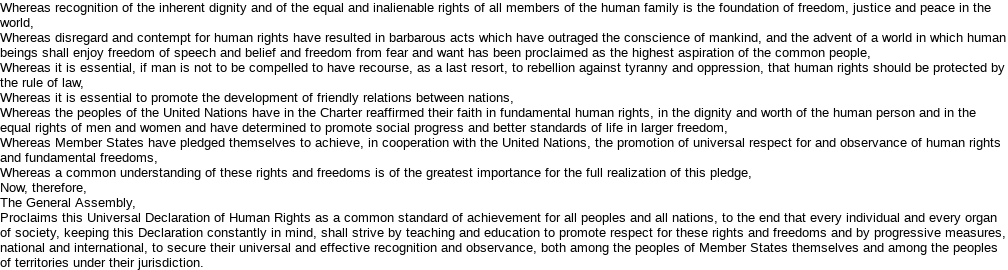 Whereas recognition of the inherent dignity and of the equal and inalienable rights of all members of the human family is the foundation of freedom, justice and peace in the
world,
Whereas disregard and contempt for human rights have resulted in barbarous acts which have outraged the conscience of mankind, and the advent of a world in which human
beings shall enjoy freedom of speech and belief and freedom from fear and want has been proclaimed as the highest aspiration of the common people,
Whereas it is essential, if man is not to be compelled to have recourse, as a last resort, to rebellion against tyranny and oppression, that human rights should be protected by
the rule of law,
Whereas it is essential to promote the development of friendly relations between nations,
Whereas the peoples of the United Nations have in the Charter reaffirmed their faith in fundamental human rights, in the dignity and worth of the human person and in the
equal rights of men and women and have determined to promote social progress and better standards of life in larger freedom,
Whereas Member States have pledged themselves to achieve, in cooperation with the United Nations, the promotion of universal respect for and observance of human rights
and fundamental freedoms,
Whereas a common understanding of these rights and freedoms is of the greatest importance for the full realization of this pledge,
Now, therefore,
The General Assembly,
Proclaims this Universal Declaration of Human Rights as a common standard of achievement for all peoples and all nations, to the end that every individual and every organ
of society, keeping this Declaration constantly in mind, shall strive by teaching and education to promote respect for these rights and freedoms and by progressive measures,
national and international, to secure their universal and effective recognition and observance, both among the peoples of Member States themselves and among the peoples
of territories under their jurisdiction.